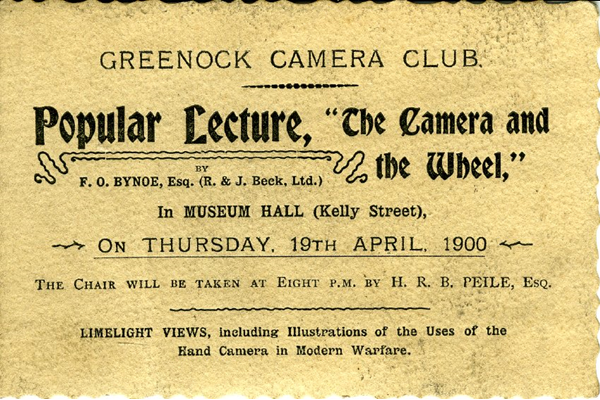 GREENOCK CAMERA CLUB.
Popular Lecture, "The Camera and
the Wheel,"
BY
F. O. BYNOE, Esq. (R. & J. Beck, Ltd.)
In MUSEUM HALL (Kelly Street),
ON THURSDAY, 19TH APRIL, 1900
THE CHAIR WILL BE TAKEN AT EIGHT P.M. BY H. R. B. PEILE, ESQ.
LIMELIGHT VIEWS, including Illustrations of the Uses of the
Hand Camera in Modern Warfare.